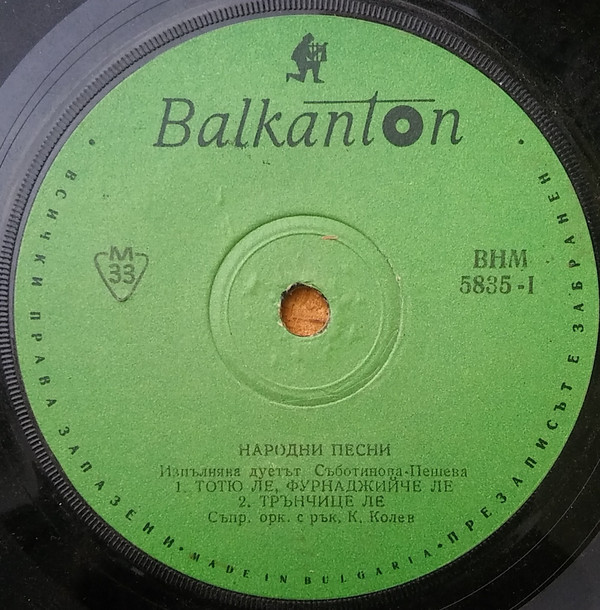 Balkanton
М
33
ВНМ
5835-I
НАРОДНИ ПЕСНИ
Изпълнява дуетът Съботинова-Пешева
1. ТОТЮ ЛЕ, ФУРНАДЖИЙЧЕ ЛЕ
2. ТРЪНЧИЦЕ ЛЕ
Съпр. орк. с рък. К. Колев
• ВСИЧКИ ПРАВА ЗАПАЗЕНИ • MADE IN BULGARIA • ПРЕЗАПИСЪТ Е ЗАБРАНЕН •